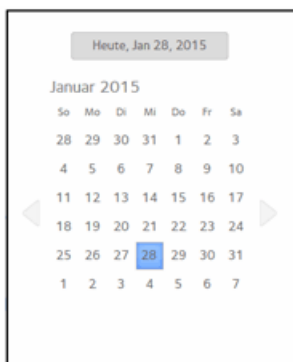 Heute, Jan 28, 2015
Januar 2015
So Mo Di Mi Do Fr Sa
28 29 30 31 1 2 3
4 5 6 7 8 9 10
11 12 13 14 15 16 17
18 19 20 21 22 23 24
25 26 27 28 29 30 31
1 2 3 4 5 6 7